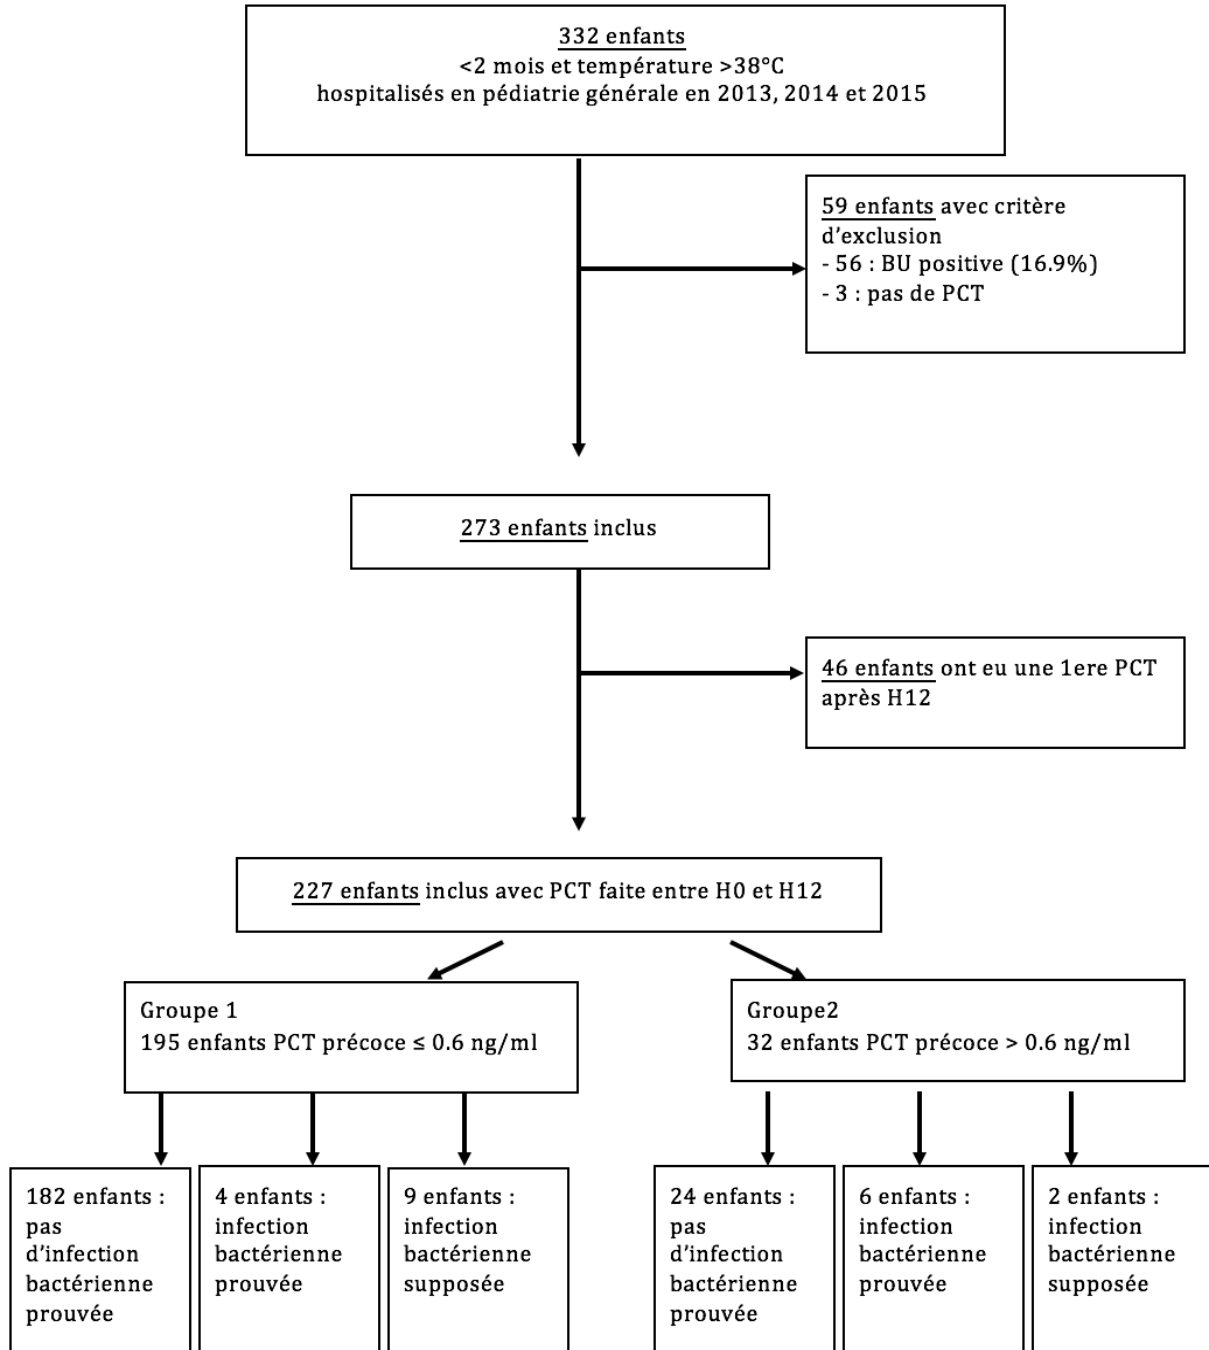 332 enfants
<2 mois et température >38°C
hospitalisés en pédiatrie générale en 2013, 2014 et 2015
59 enfants avec critère
d'exclusion
- 56 : BU positive (16.9%)
- 3 : pas de PCT
273 enfants inclus
46 enfants ont eu une 1ere PCT
après H12
227 enfants inclus avec PCT faite entre H0 et H12
Groupe 1
195 enfants PCT précoce ≤ 0.6 ng/ml
Groupe2
32 enfants PCT précoce > 0.6 ng/ml
182 enfants :
pas
d'infection
bactérienne
prouvée
4 enfants :
infection
bactérienne
prouvée
9 enfants :
infection
bactérienne
supposée
24 enfants :
pas
d'infection
bactérienne
prouvée
6 enfants :
infection
bactérienne
prouvée
2 enfants :
infection
bactérienne
supposée